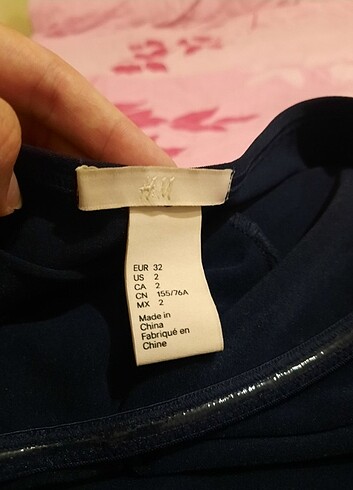 H&M
EUR 32
US 2
CA 2
CN 155/76A
MX 2
Made in
China
Fabriqué en
Chine